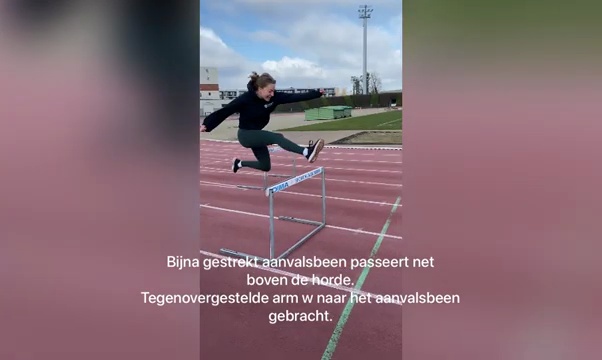 Bijna gestrekt aanvalsbeen passeert net
boven de horde.
Tegenovergestelde arm w naar het aanvalsbeen
gebracht.